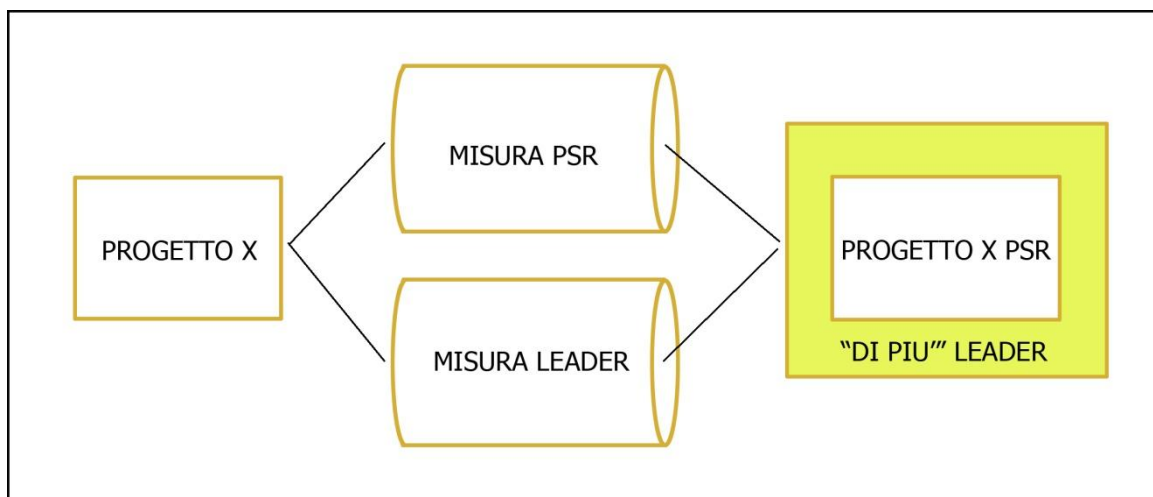 MISURA PSR
PROGETTO X
PROGETTO X PSR
MISURA LEADER
“DI PIU’” LEADER